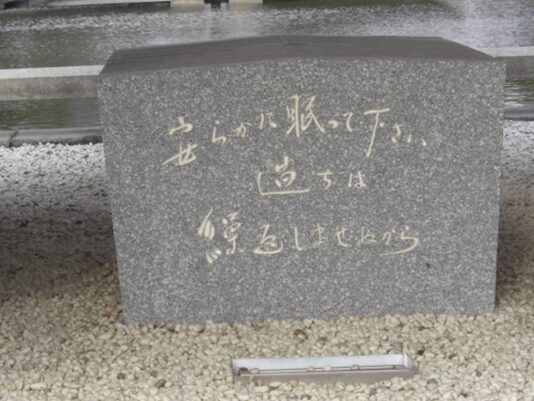 安らかに眠って下さい
過ちは
繰返しませぬから